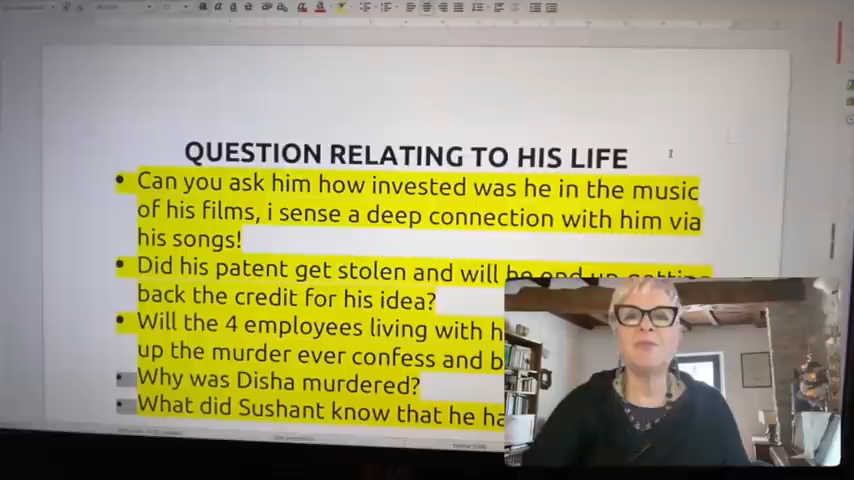 QUESTION RELATING TO HIS LIFE
Can you ask him how invested was he in the music
of his films, i sense a deep connection with him via
his songs!
Did his patent get stolen and will be end up
back the credit for his idea?
Will the 4 employees living with
up the murder ever confess and
Why was Disha murdered?
What did Sushant know that he